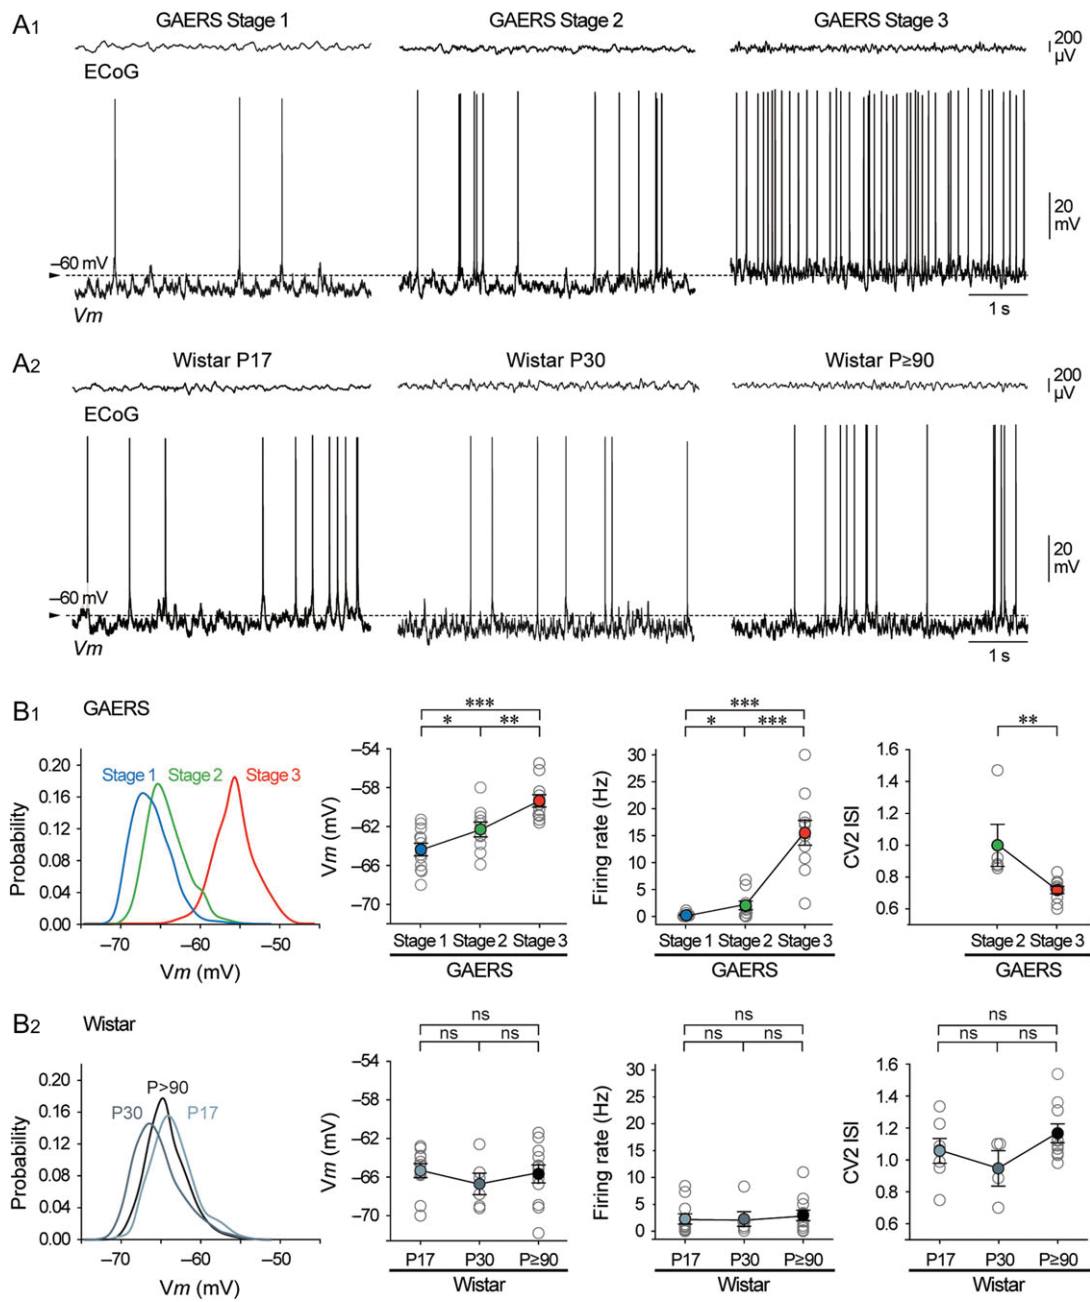 A1
GAERS Stage 1
GAERS Stage 2
GAERS Stage 3
200 µV
ECoG
20 mV
–60 mV
Vm
1 s
A2
Wistar P17
Wistar P30
Wistar P≥90
200 µV
ECoG
20 mV
–60 mV
Vm
1 s
B1
GAERS
Probability
0.20
0.16
0.12
0.08
0.04
0.00
Stage 1
Stage 2
Stage 3
–70
–60
–50
Vm (mV)
***
*
**
Vm (mV)
–54
–58
–62
–66
–70
Stage 1 Stage 2 Stage 3
GAERS
***
*
***
Firing rate (Hz)
30
25
20
15
10
5
0
Stage 1 Stage 2 Stage 3
GAERS
**
CV2 ISI
1.6
1.4
1.2
1.0
0.8
0.6
Stage 2 Stage 3
GAERS
B2
Wistar
Probability
0.20
0.16
0.12
0.08
0.04
0.00
P>90
P30
P17
–70
–60
–50
Vm (mV)
ns
ns
ns
Vm (mV)
–54
–58
–62
–66
–70
P17 P30 P≥90
Wistar
ns
ns
ns
Firing rate (Hz)
30
25
20
15
10
5
0
P17 P30 P≥90
Wistar
ns
ns
ns
CV2 ISI
1.6
1.4
1.2
1.0
0.8
0.6
P17 P30 P≥90
Wistar